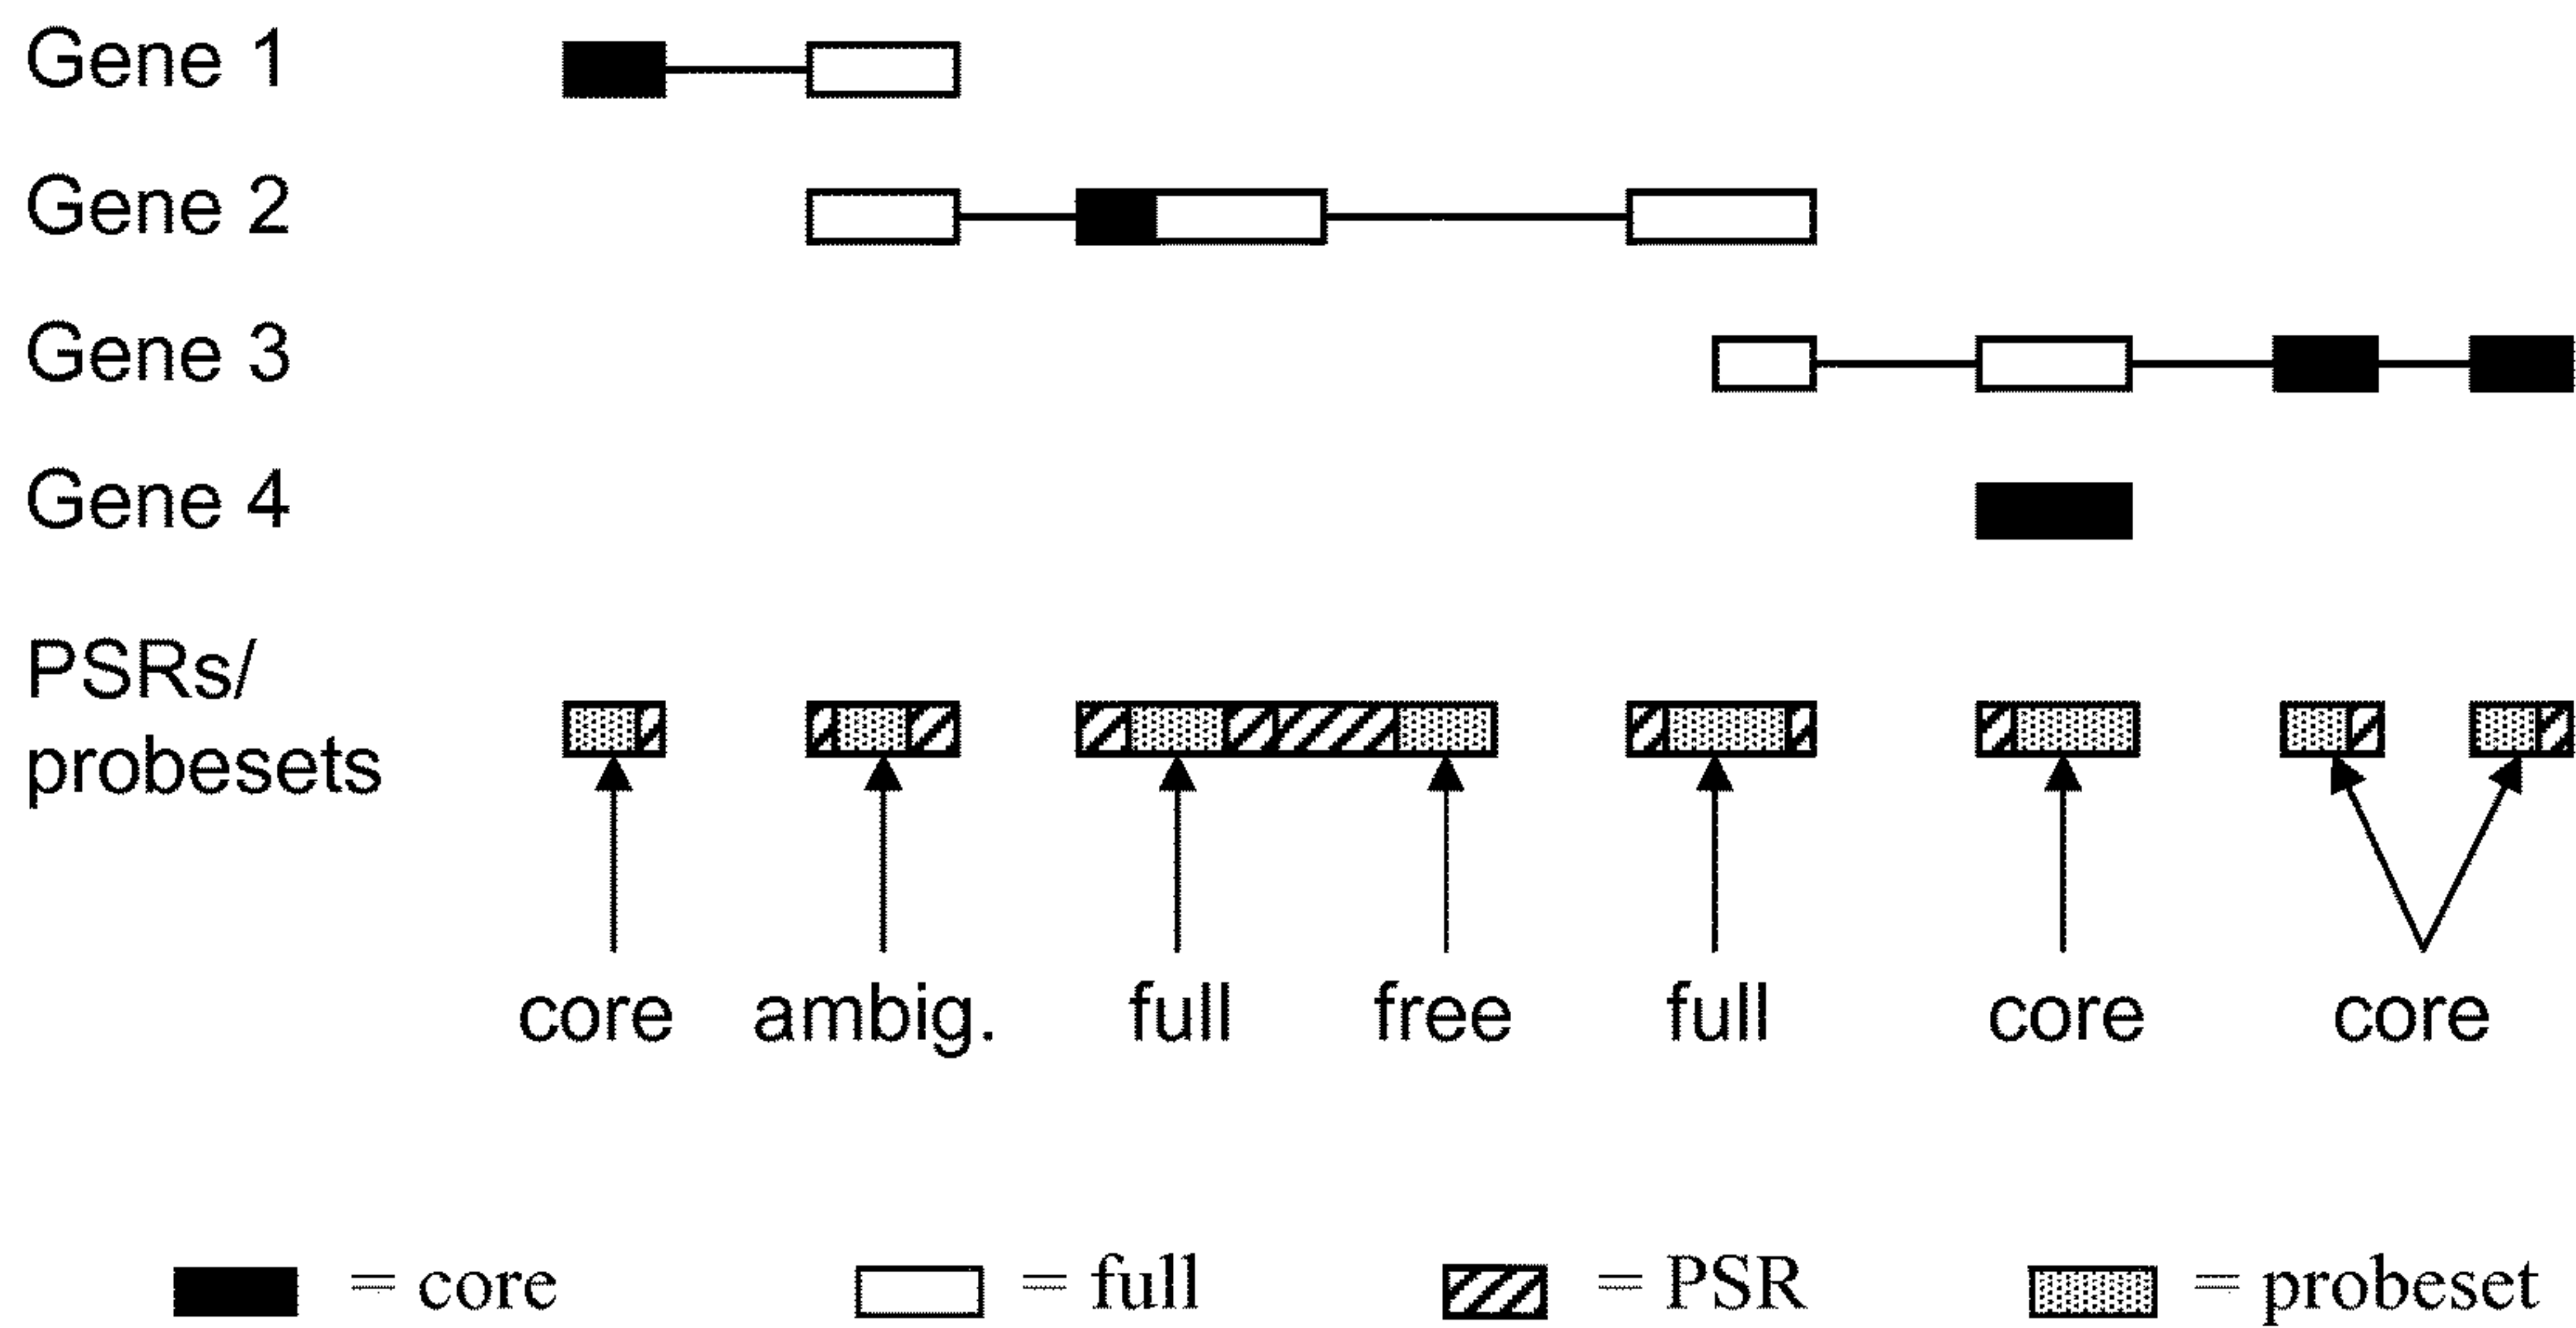 Gene 1
Gene 2
Gene 3
Gene 4
PSRs/
probesets
core ambig. full free full core core
= core = full = PSR = probeset